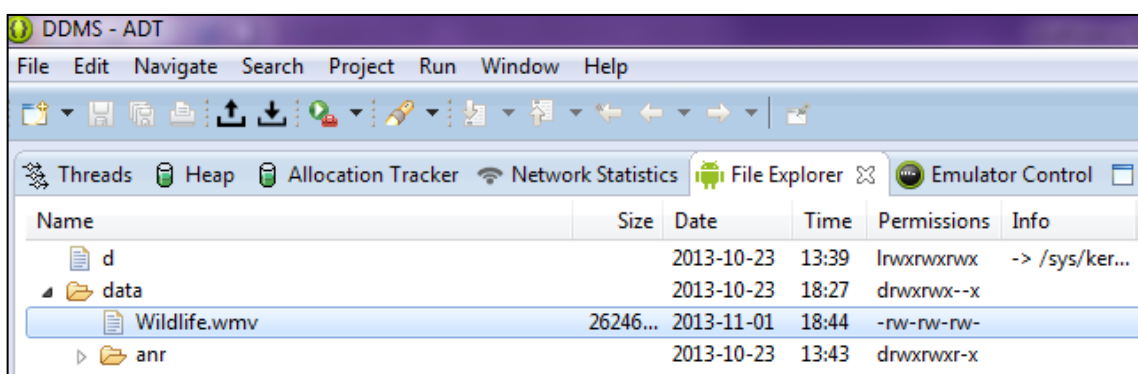 DDMS - ADT
File Edit Navigate Search Project Run Window Help
Threads Heap Allocation Tracker Network Statistics File Explorer Emulator Control
Name Size Date Time Permissions Info
d 2013-10-23 13:39 lrwxrwxrwx -> /sys/ker...
data 2013-10-23 18:27 drwxrwx--x
Wildlife.wmv 26246... 2013-11-01 18:44 -rw-rw-rw-
anr 2013-10-23 13:43 drwxrwxr-x